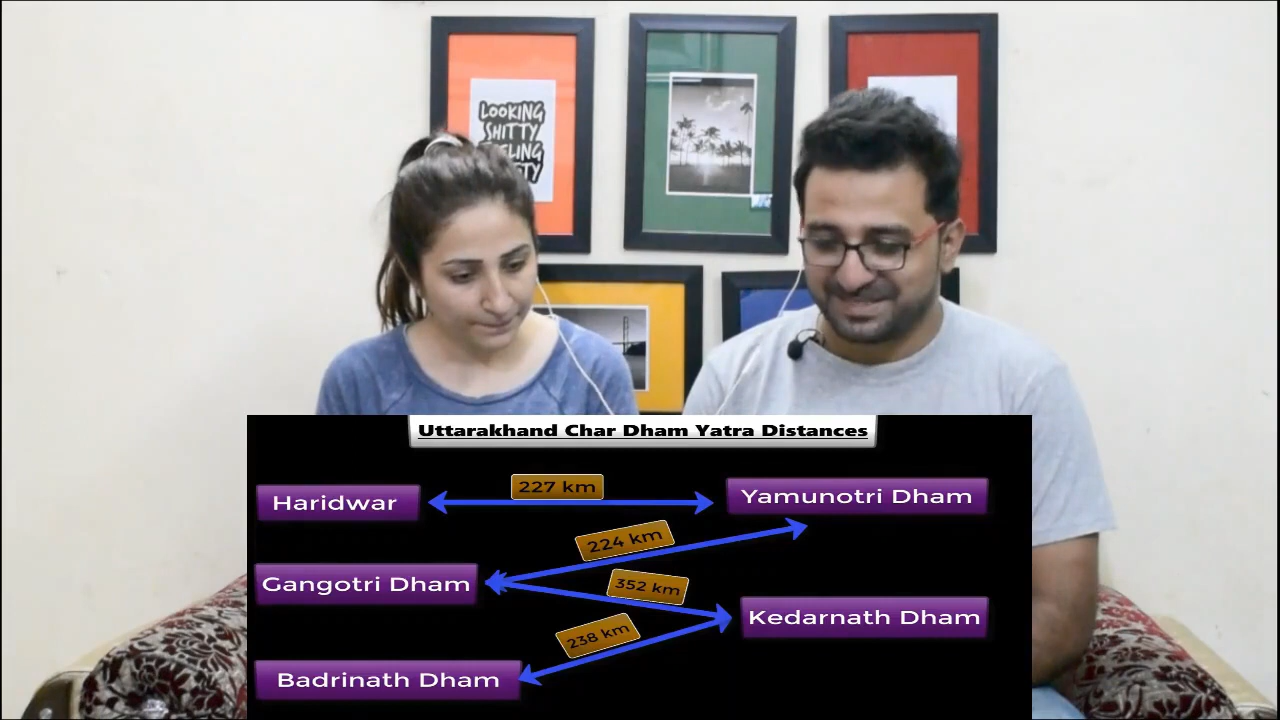 LOOKING
SHITTY
TY
Uttarakhand Char Dham Yatra Distances
227 km
Haridwar
Yamunotri Dham
224 km
Gangotri Dham
352 km
Kedarnath Dham
238 km
Badrinath Dham